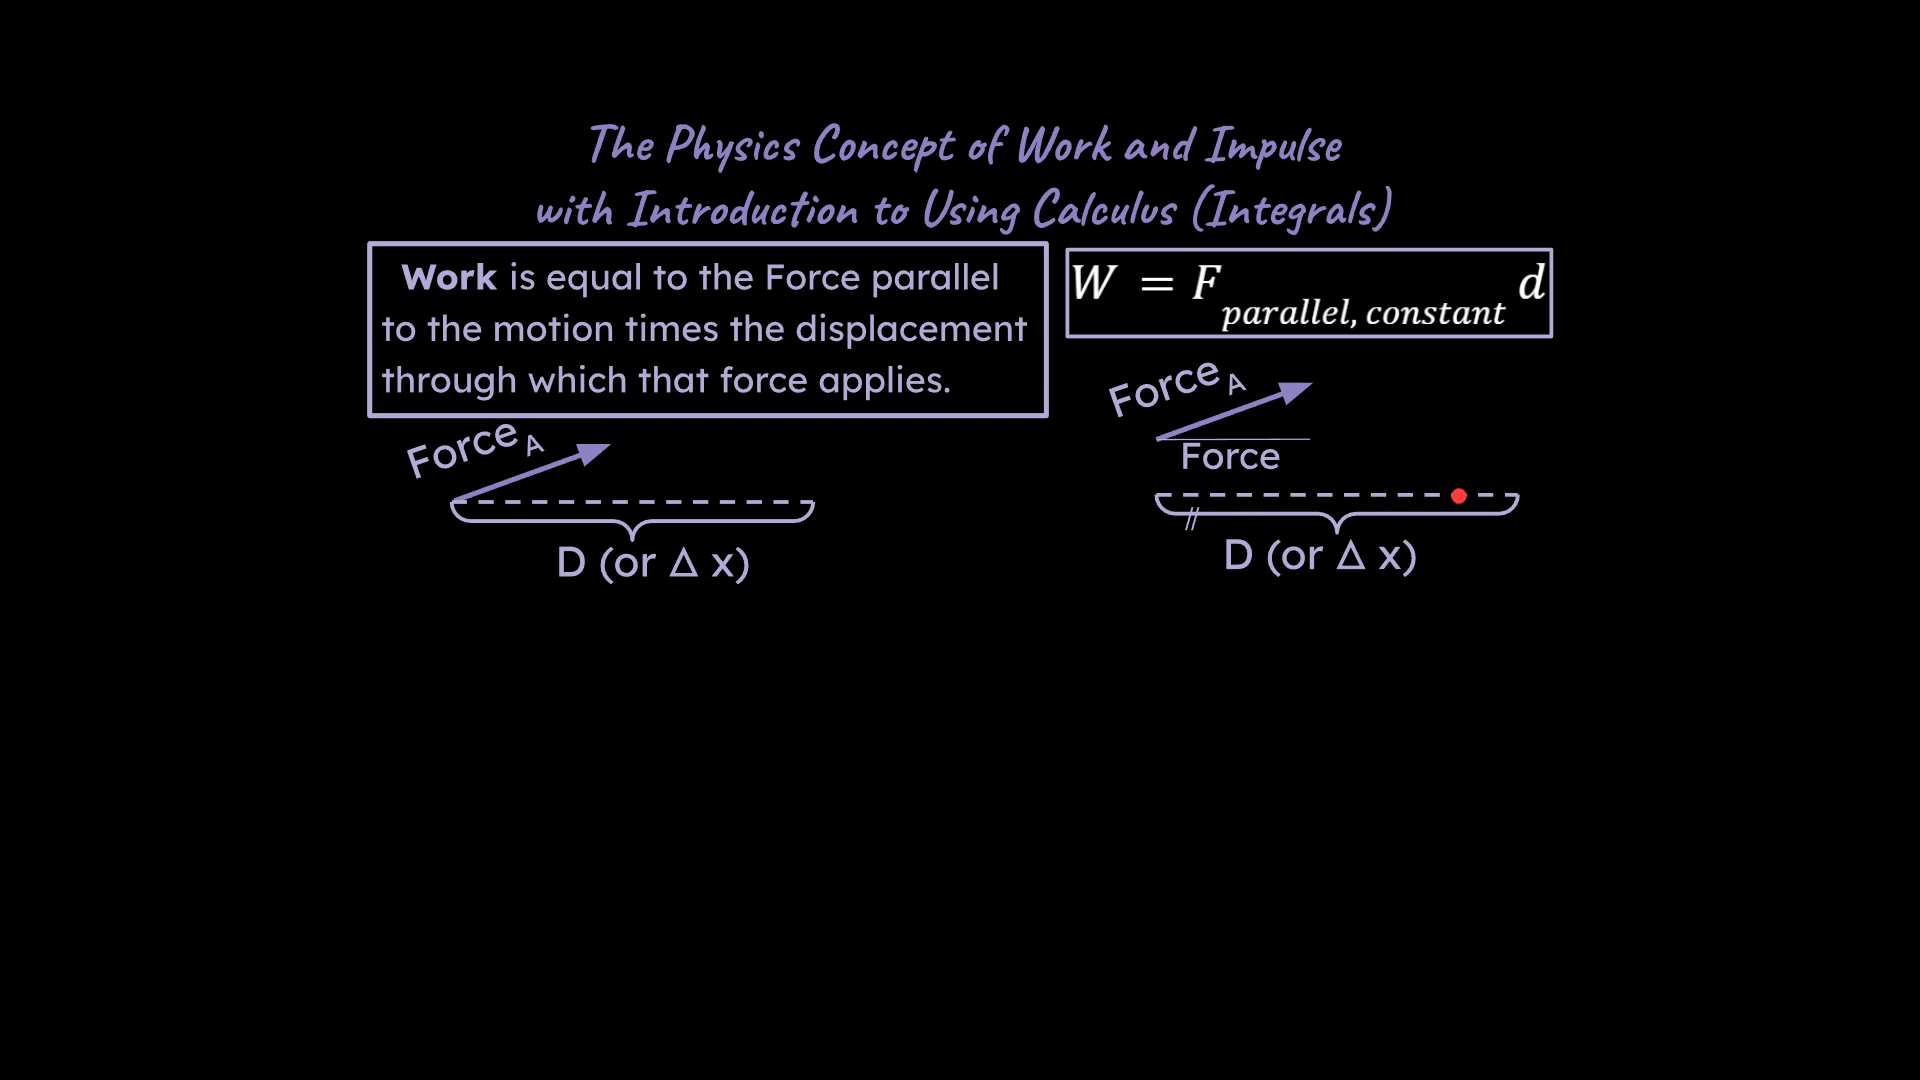 The Physics Concept of Work and Impulse
with Introduction to Using Calculus (Integrals)
Work is equal to the Force parallel
to the motion times the displacement
through which that force applies.
W = F parallel, constant d
Force A
D (or Δ x)
Force A
Force
//
D (or Δ x)